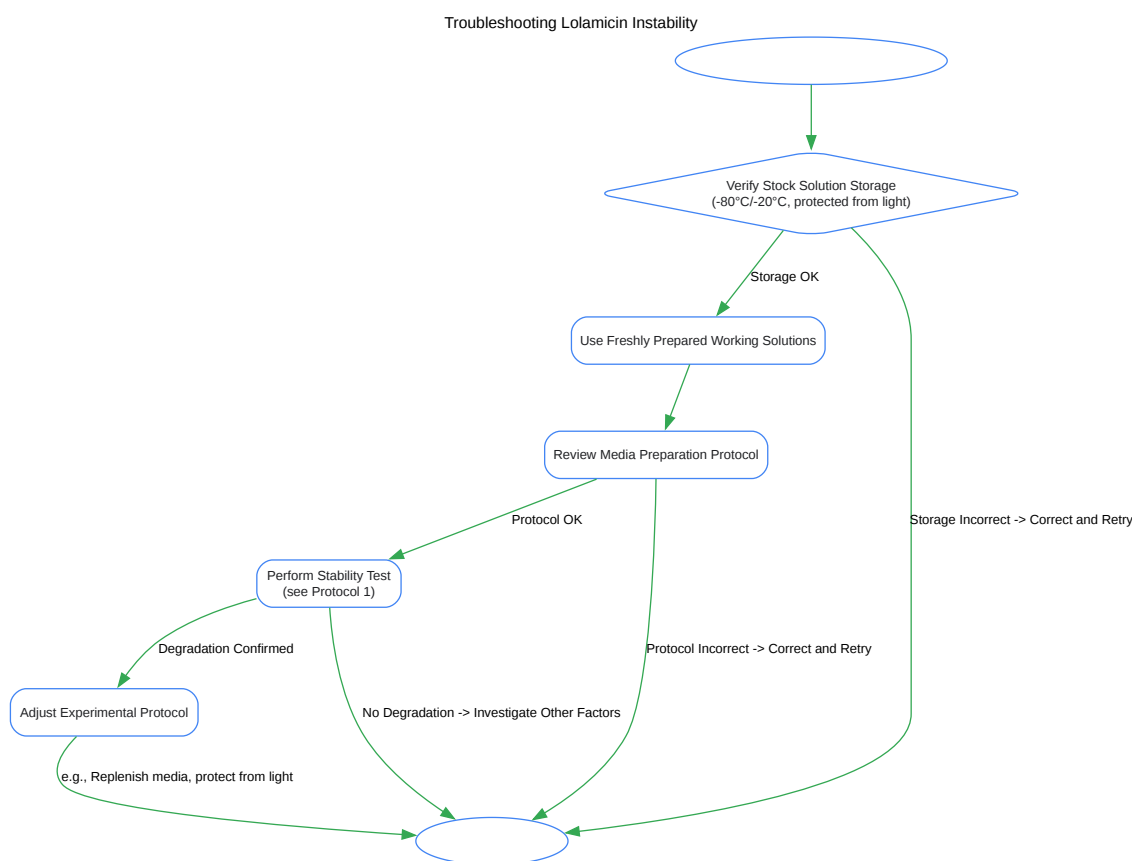 Troubleshooting Lolamicin Instability
Verify Stock Solution Storage
(-80°C/-20°C, protected from light)
Storage OK
Use Freshly Prepared Working Solutions
Review Media Preparation Protocol
Protocol OK
Storage Incorrect -> Correct and Retry
Perform Stability Test
(see Protocol 1)
Degradation Confirmed
Protocol Incorrect -> Correct and Retry
Adjust Experimental Protocol
No Degradation -> Investigate Other Factors
e.g., Replenish media, protect from light